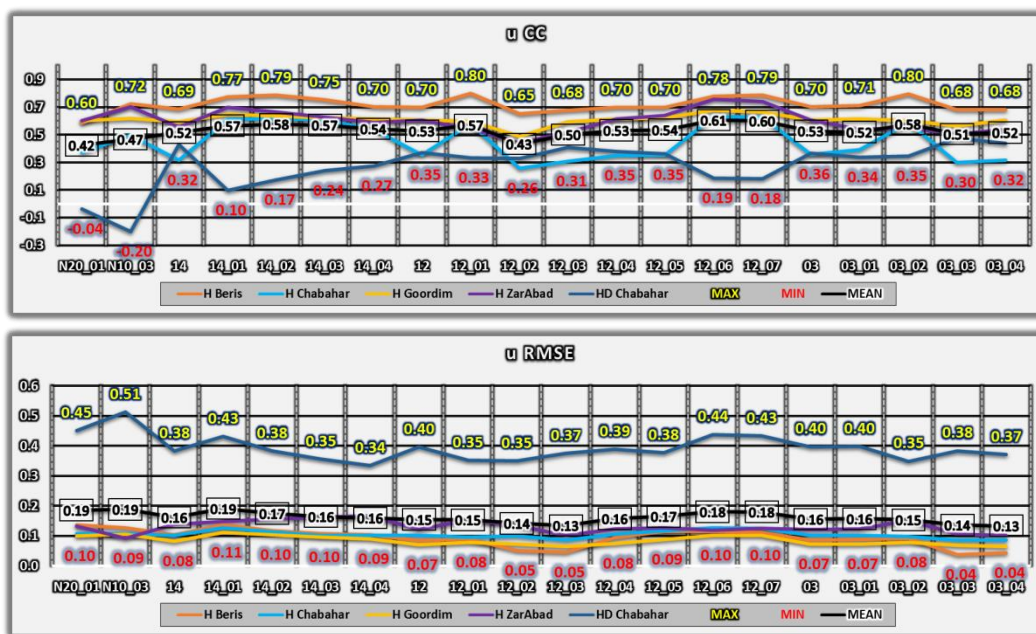 u CC
0.9
0.7
0.5
0.3
0.1
-0.1
-0.3
0.60 0.72 0.69 0.77 0.79 0.75 0.70 0.70 0.80 0.65 0.68 0.70 0.70 0.78 0.79 0.70 0.71 0.80 0.68 0.68
0.42 0.47 0.52 0.57 0.58 0.57 0.54 0.53 0.57 0.43 0.50 0.53 0.54 0.61 0.60 0.53 0.52 0.58 0.51 0.52
-0.04 -0.20 0.32 0.10 0.17 0.24 0.27 0.35 0.33 0.26 0.31 0.35 0.35 0.19 0.18 0.36 0.34 0.35 0.30 0.32
N20_01 N10_03 14 14_01 14_02 14_03 14_04 12 12_01 12_02 12_03 12_04 12_05 12_06 12_07 03 03_01 03_02 03_03 03_04
H Beris H Chabahar H Goordim H ZarAbad HD Chabahar MAX MIN MEAN
u RMSE
0.6
0.5
0.4
0.3
0.2
0.1
0.0
0.45 0.51 0.38 0.43 0.38 0.35 0.34 0.40 0.35 0.35 0.37 0.39 0.38 0.44 0.43 0.40 0.40 0.35 0.38 0.37
0.19 0.19 0.16 0.19 0.17 0.16 0.16 0.15 0.15 0.14 0.13 0.16 0.17 0.18 0.18 0.16 0.16 0.15 0.14 0.13
0.10 0.09 0.08 0.11 0.10 0.10 0.09 0.07 0.08 0.05 0.05 0.08 0.09 0.10 0.10 0.07 0.07 0.08 0.04 0.04
N20_01 N10_03 14 14_01 14_02 14_03 14_04 12 12_01 12_02 12_03 12_04 12_05 12_06 12_07 03 03_01 03_02 03_03 03_04
H Beris H Chabahar H Goordim H ZarAbad HD Chabahar MAX MIN MEAN